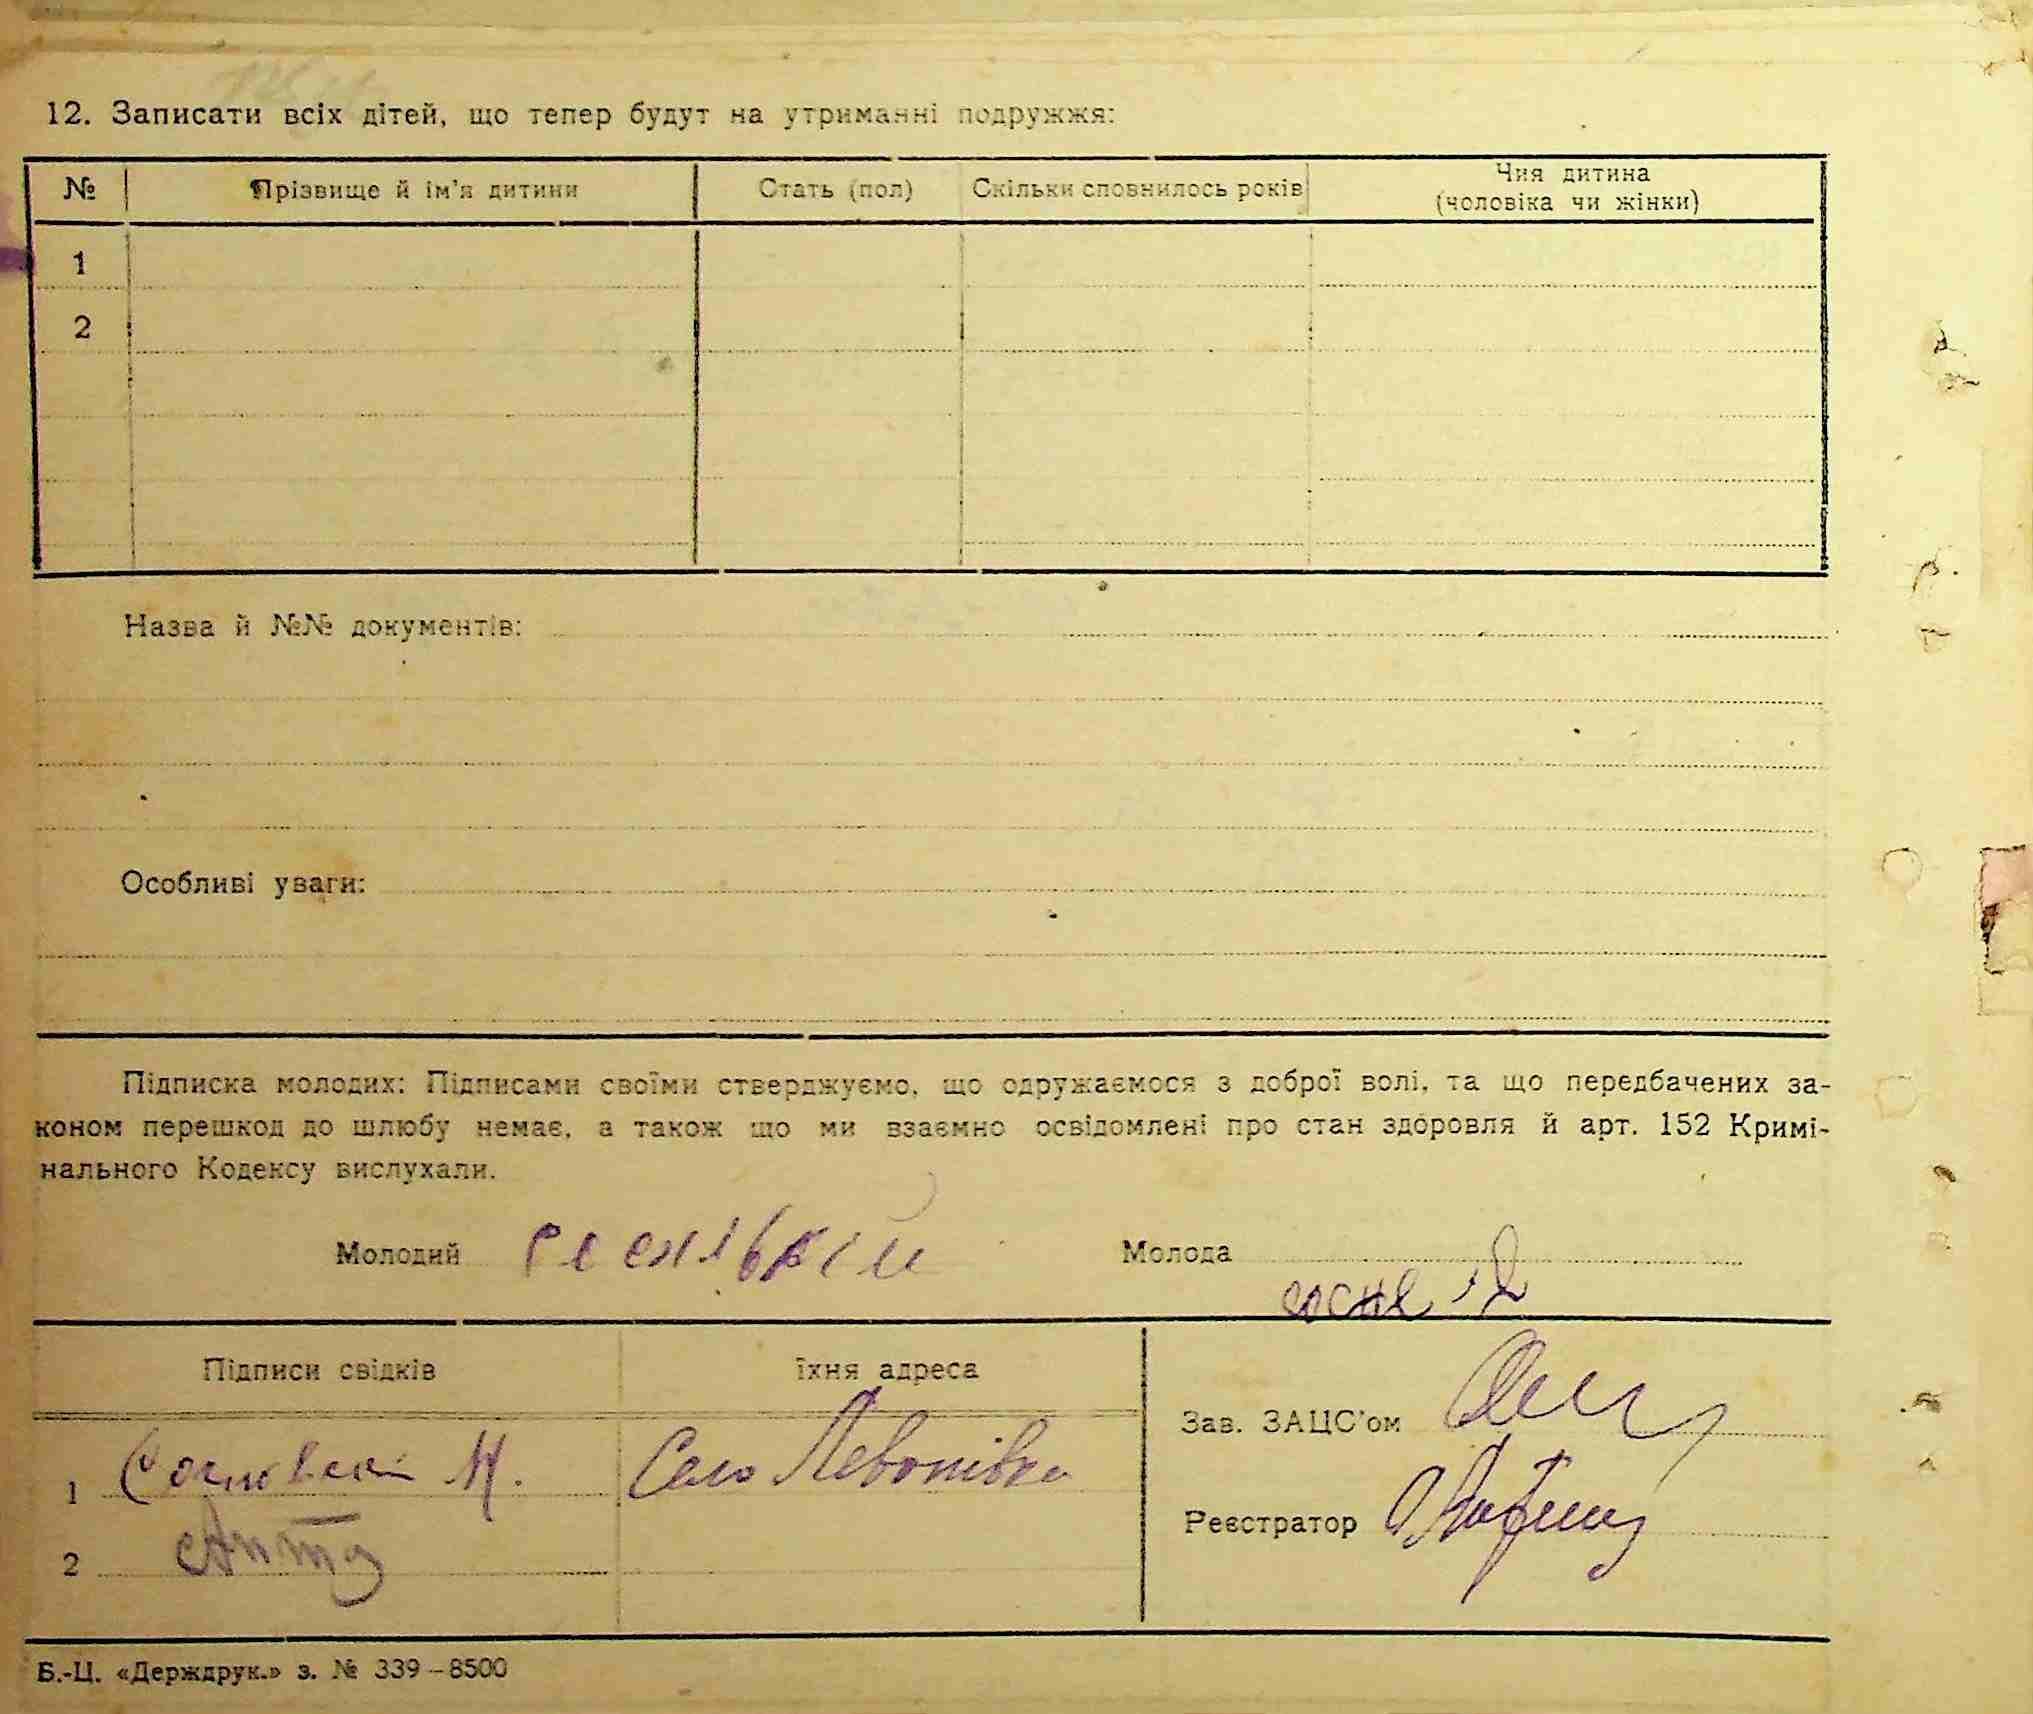 12. Записати всіх дітей, що тепер будут на утриманні подружжя:
№ Прізвище й ім'я дитини Стать (пол) Скільки сповнилось років Чия дитина
(чоловіка чи жінки)
1
2
Назва й №№ документів:
Особливі уваги:
Підписка молодих: Підписами своїми стверджуємо, що одружаємося з доброї волі, та що передбачених за-
коном перешкод до шлюбу немає, а також що ми взаємно освідомлені про стан здоровля й арт. 152 Кримі-
нального Кодексу вислухали.
Молодий Молода
Підписи свідків їхня адреса
Зав. ЗАЦС'ом
1 М. Село
Реєстратор
2
Б.-Ц. «Держдрук.» з. № 339–8500